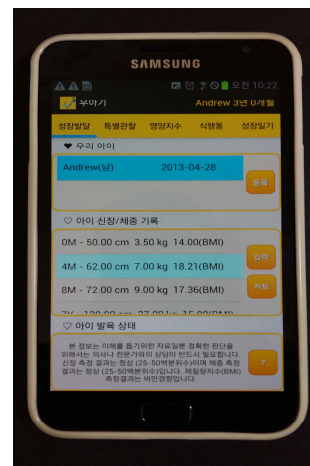 SAMSUNG
오전 10:22
우아기 Andrew 3년 0개월
성장발달 특별관찰 영양지수 식행동 성장일기
♥ 우리 아이
Andrew(남) 2013-04-28
등록
♡ 아이 신장/체중 기록
0M - 50.00 cm 3.50 kg 14.00(BMI)
입력
4M - 62.00 cm 7.00 kg 18.21(BMI)
8M - 72.00 cm 9.00 kg 17.36(BMI)
차트
♡ 아이 발육 상태
본 정보는 이해를 돕기위한 자료일뿐 정확한 판단을
위해서는 의사나 전문가와의 상담이 반드시 필요합니다.
신장 측정 결과는 정상 (25-50백분위수)이며 체중 측정
결과는 정상 (25-50백분위수)입니다. 체질량지수(BMI)
측정결과는 비만경향입니다.
?